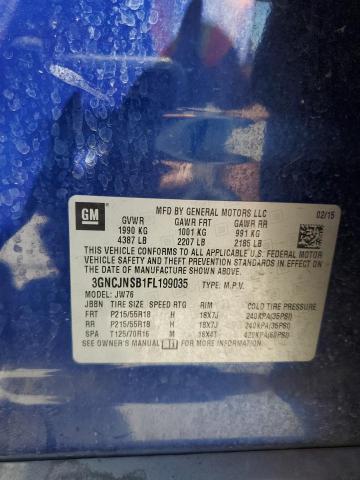 GM
MFD BY GENERAL MOTORS LLC 02/15
GVWR GAWR FRT GAWR RR
1990 KG 1001 KG 991 KG
4387 LB 2207 LB 2185 LB
THIS VEHICLE CONFORMS TO ALL APPLICABLE U.S. FEDERAL MOTOR
VEHICLE SAFETY AND THEFT PREVENTION STANDARDS IN EFFECT
ON THE DATE OF MANUFACTURE SHOWN ABOVE.
3GNCJNSB1FL199035 TYPE: M.P.V.
MODEL: JW76
JBBN TIRE SIZE SPEED RTG RIM COLD TIRE PRESSURE
FRT P215/55R18 H 18X7J 240KPA(35PSI)
RR P215/55R18 H 18X7J 240KPA(35PSI)
SPA T125/70R16 M 16X4T 420KPA(60PSI)
SEE OWNER'S MANUAL FOR MORE INFORMATION.